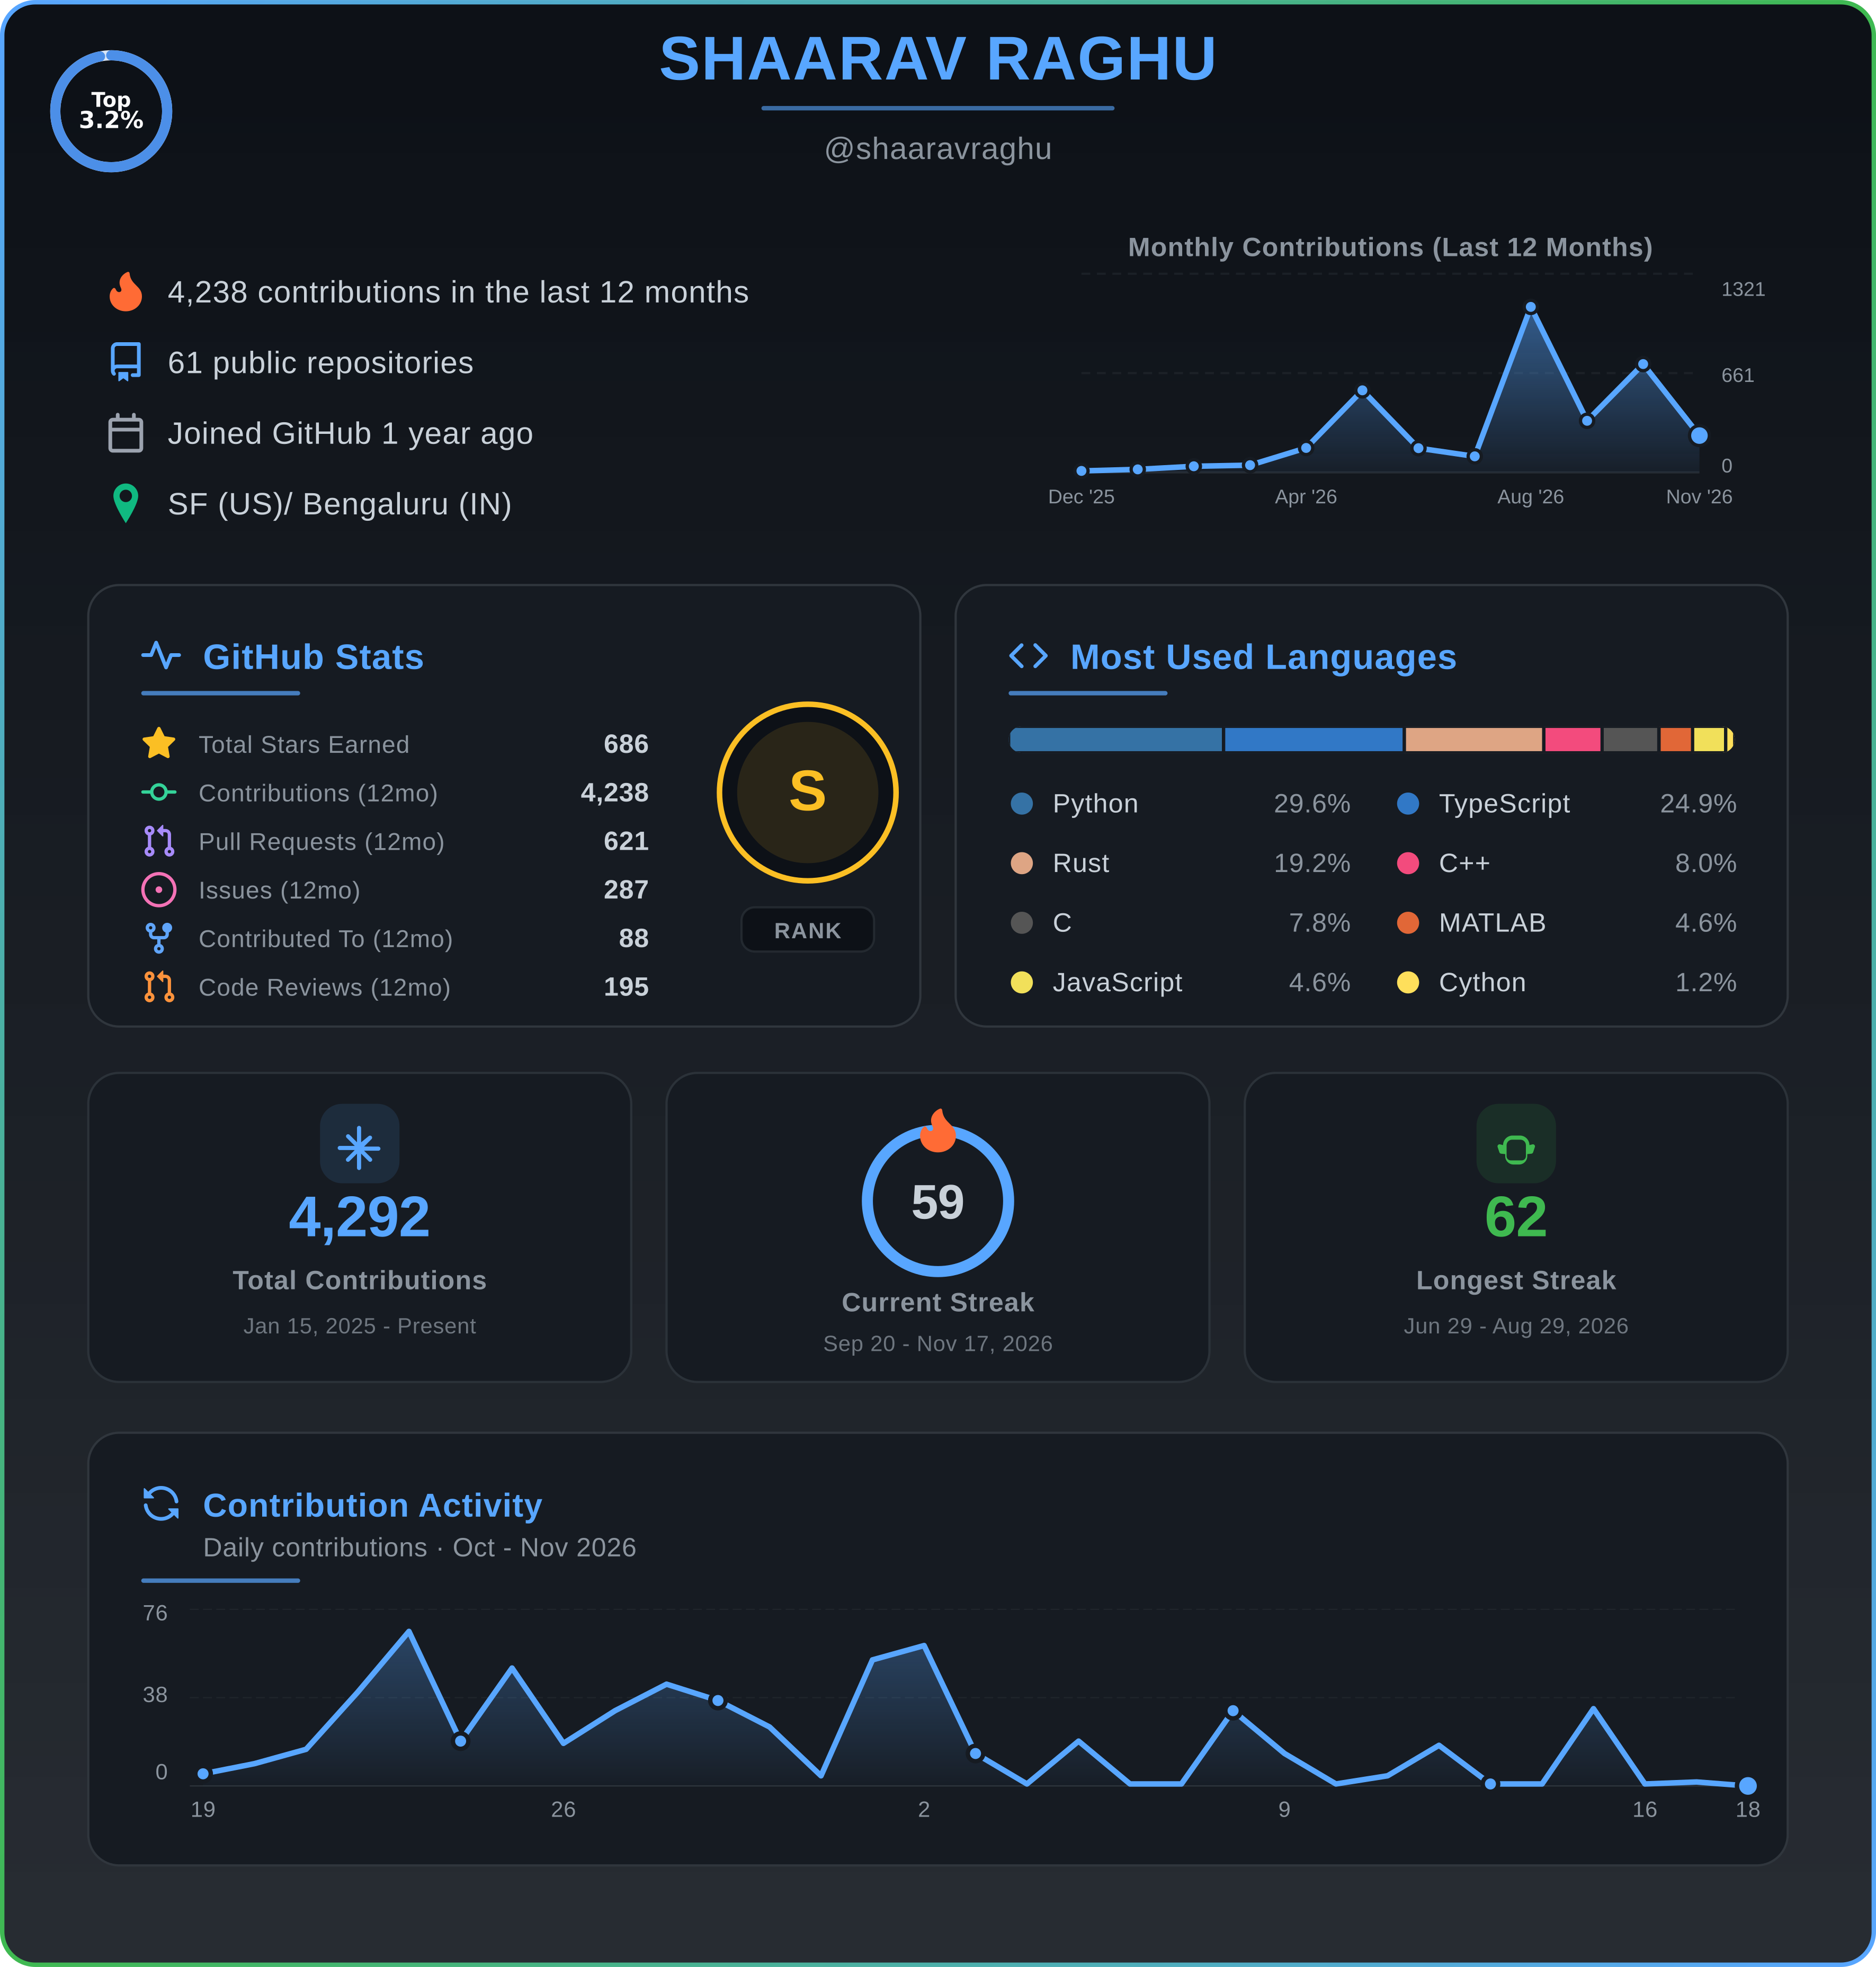 SHAARAV RAGHU
Top
3.2%
@shaaravraghu
4,238 contributions in the last 12 months
61 public repositories
Joined GitHub 1 year ago
SF (US)/ Bengaluru (IN)
Monthly Contributions (Last 12 Months)
1321
661
0
Dec '25 Apr '26 Aug '26 Nov '26
GitHub Stats
Total Stars Earned 686
Contributions (12mo) 4,238
Pull Requests (12mo) 621
Issues (12mo) 287
Contributed To (12mo) 88
Code Reviews (12mo) 195
S
RANK
Most Used Languages
Python 29.6% TypeScript 24.9%
Rust 19.2% C++ 8.0%
C 7.8% MATLAB 4.6%
JavaScript 4.6% Cython 1.2%
4,292
Total Contributions
Jan 15, 2025 - Present
59
Current Streak
Sep 20 - Nov 17, 2026
62
Longest Streak
Jun 29 - Aug 29, 2026
Contribution Activity
Daily contributions · Oct - Nov 2026
76
38
0
19 26 2 9 16 18